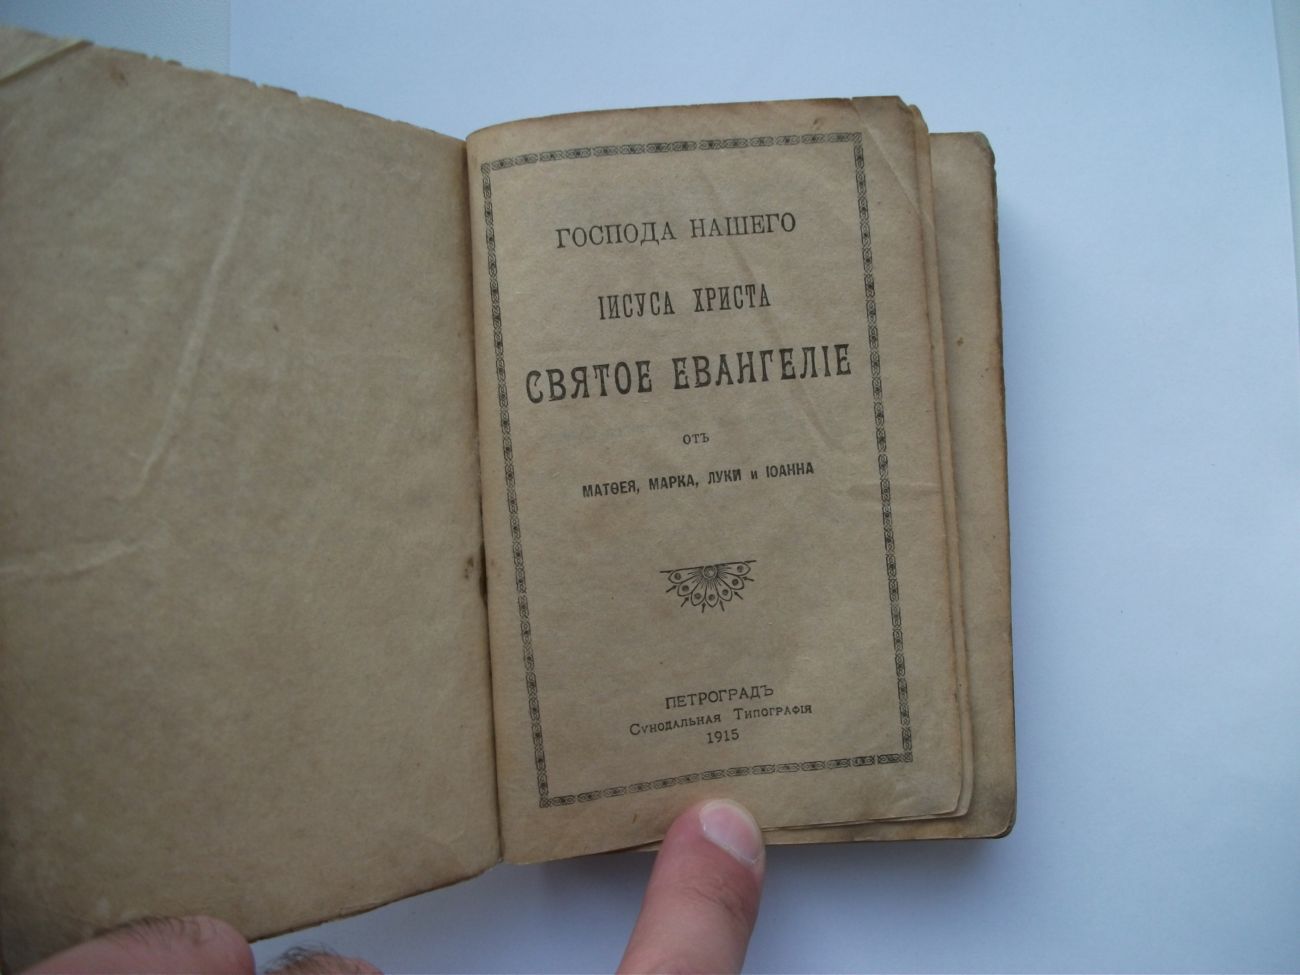 ГОСПОДА НАШЕГО
ІИСУСА ХРИСТА
СВЯТОЕ ЕВАНГЕЛІЕ
отъ
МАТѲЕЯ, МАРКА, ЛУКИ и ІОАННА
ПЕТРОГРАДЪ
Сѵнодальная Типографія
1915